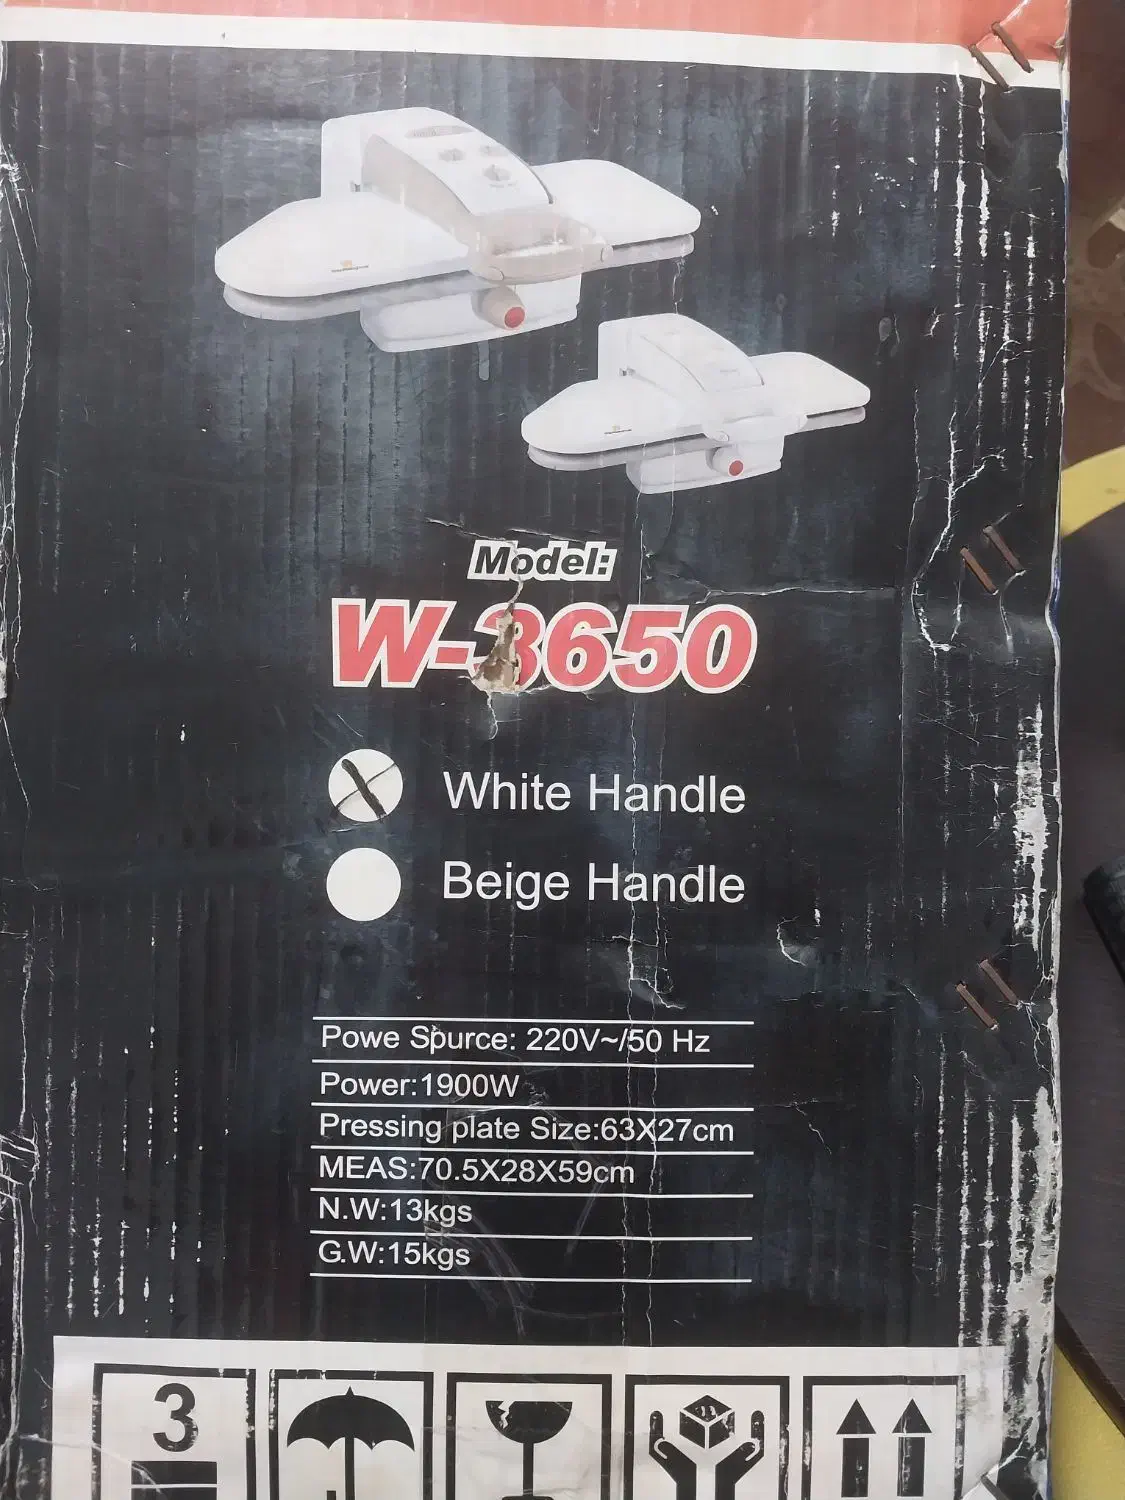 Model:
W-3650
White Handle
Beige Handle
Powe Spurce: 220V~/50 Hz
Power:1900W
Pressing plate Size:63X27cm
MEAS:70.5X28X59cm
N.W:13kgs
G.W:15kgs
3